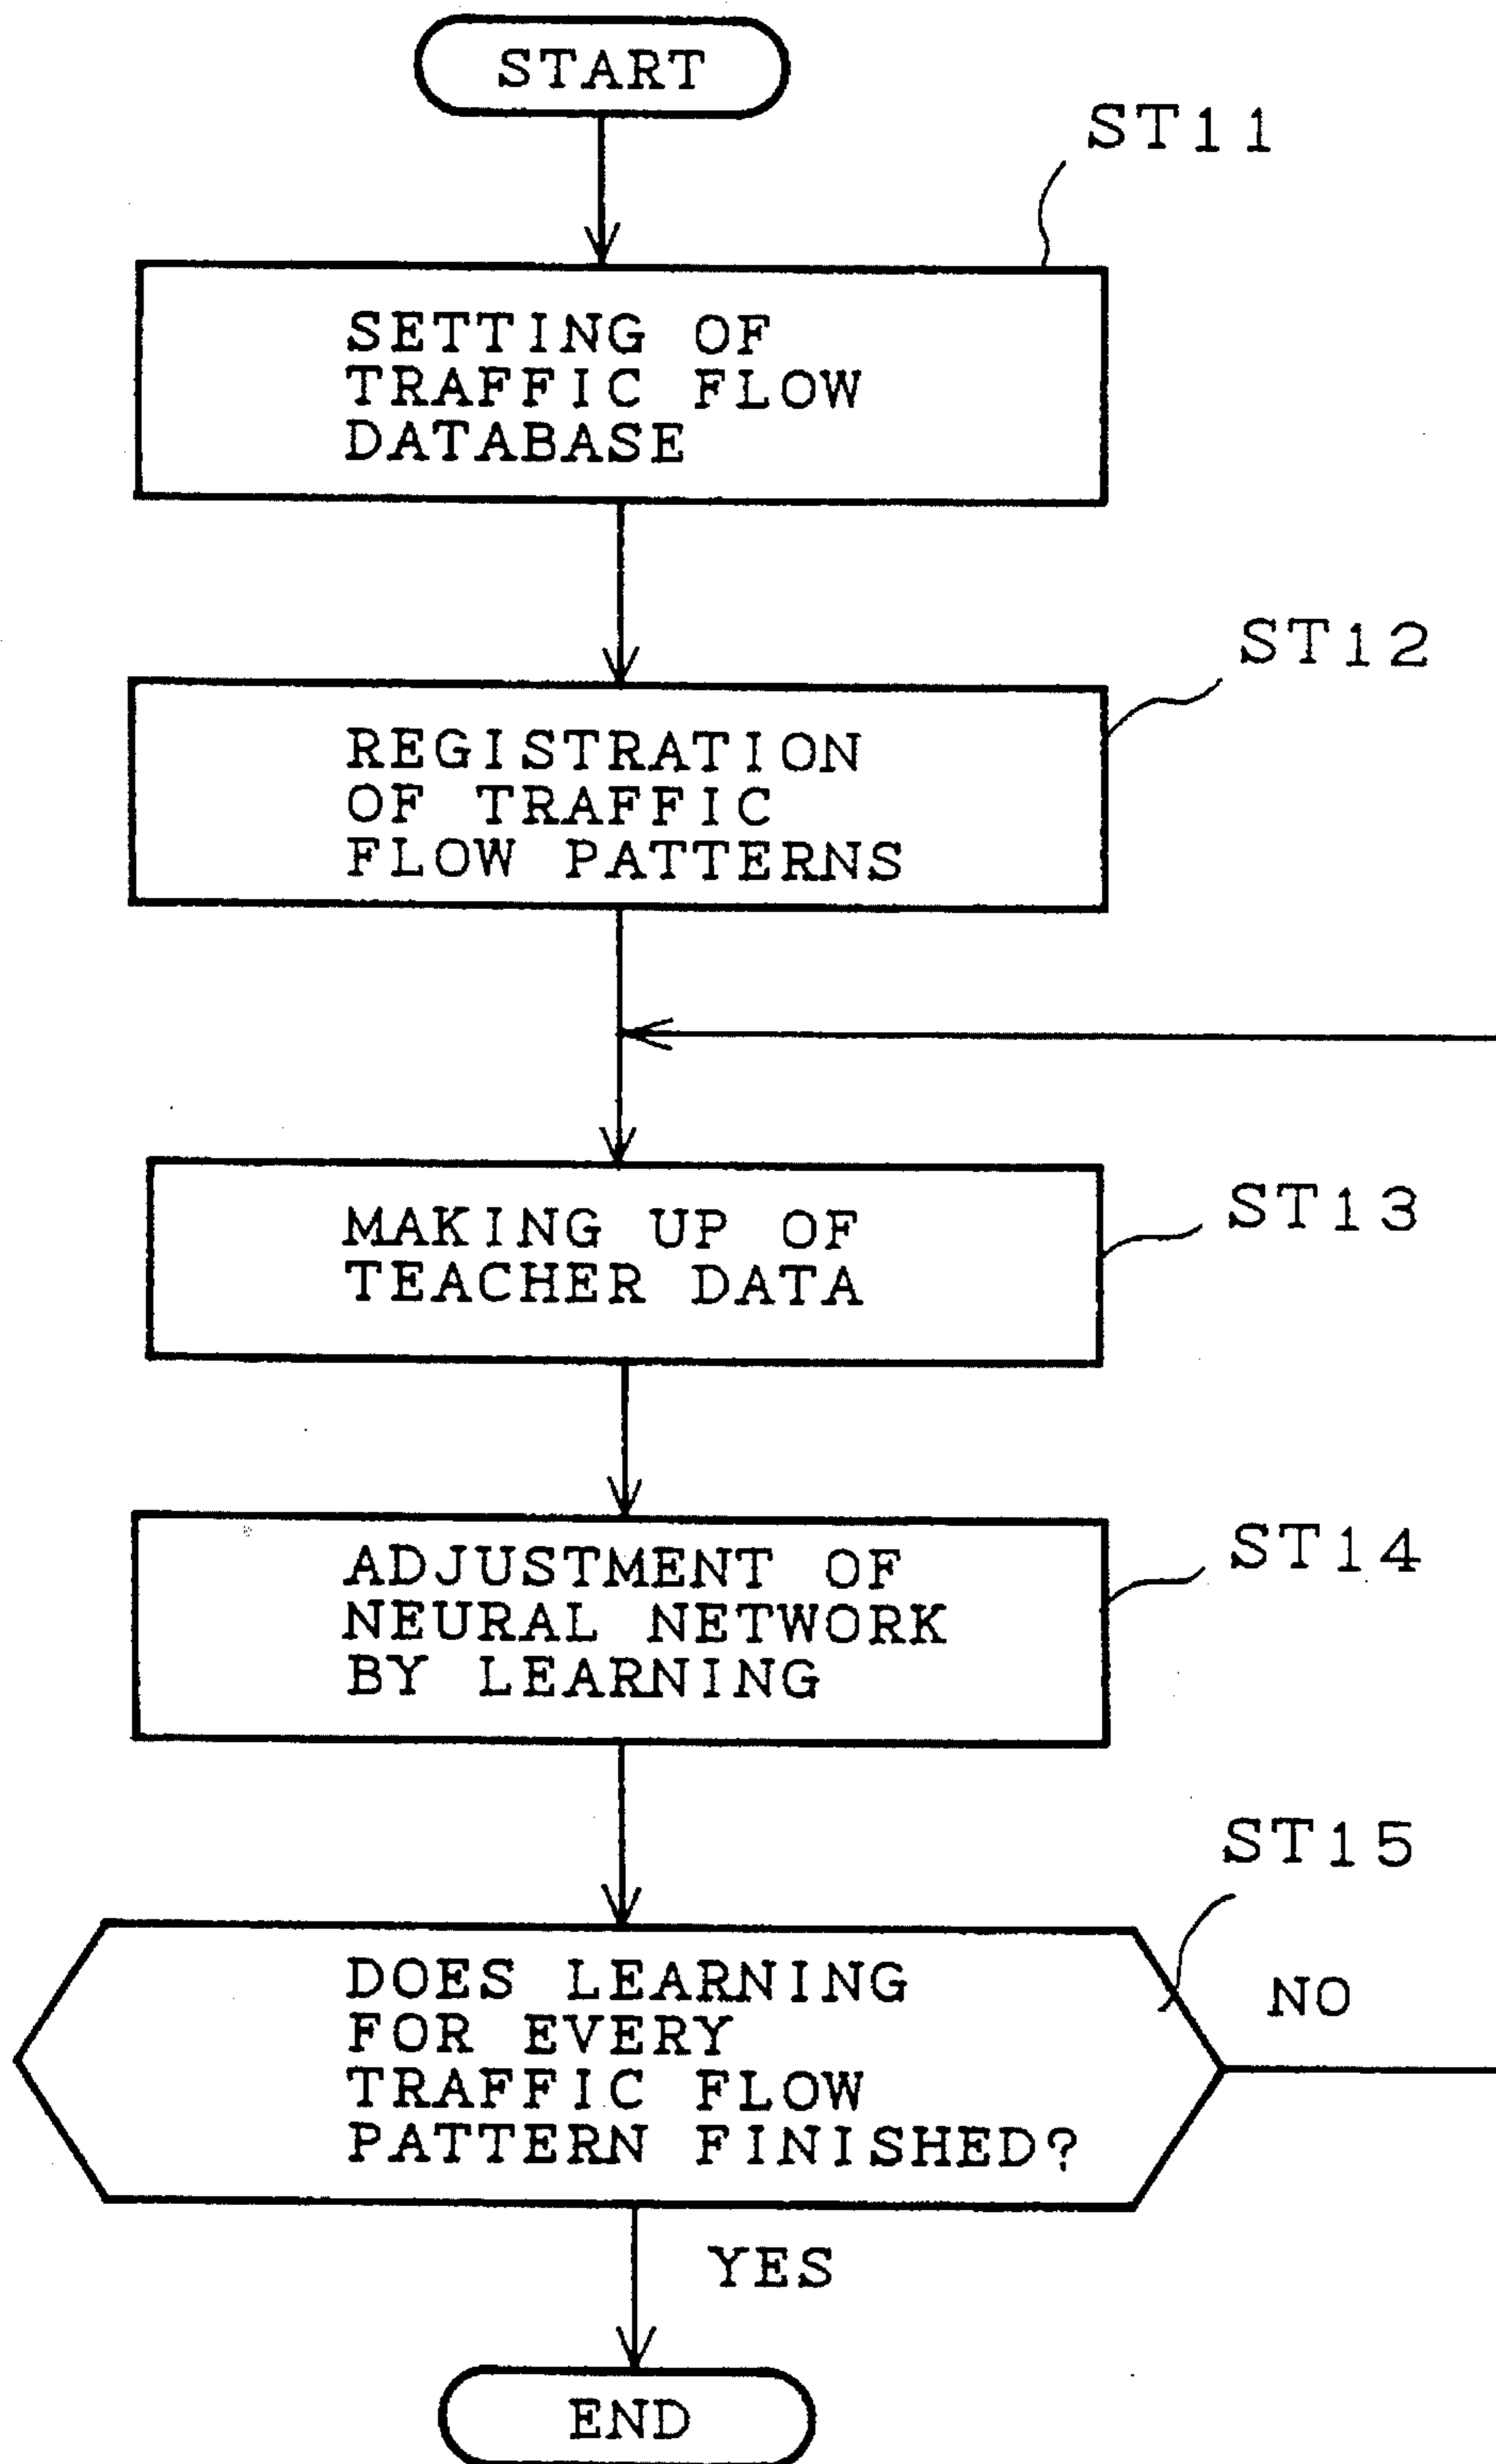 START
ST11
SETTING OF
TRAFFIC FLOW
DATABASE
ST12
REGISTRATION
OF TRAFFIC
FLOW PATTERNS
ST13
MAKING UP OF
TEACHER DATA
ST14
ADJUSTMENT OF
NEURAL NETWORK
BY LEARNING
ST15
DOES LEARNING
FOR EVERY
TRAFFIC FLOW
PATTERN FINISHED?
NO
YES
END